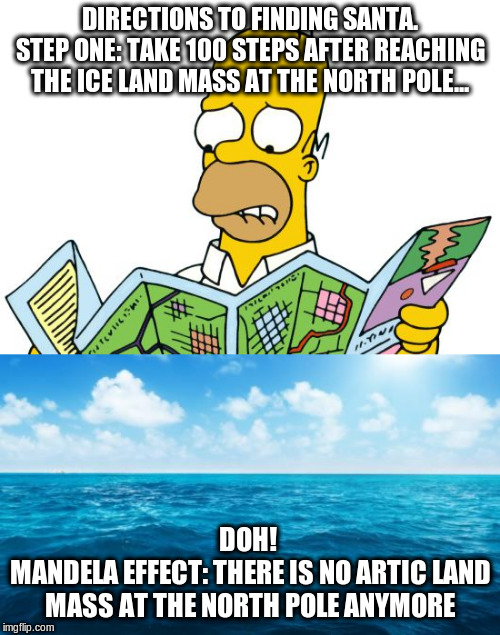 DIRECTIONS TO FINDING SANTA.
STEP ONE: TAKE 100 STEPS AFTER REACHING
THE ICE LAND MASS AT THE NORTH POLE...
DOH!
MANDELA EFFECT: THERE IS NO ARTIC LAND
MASS AT THE NORTH POLE ANYMORE
imgflip.com